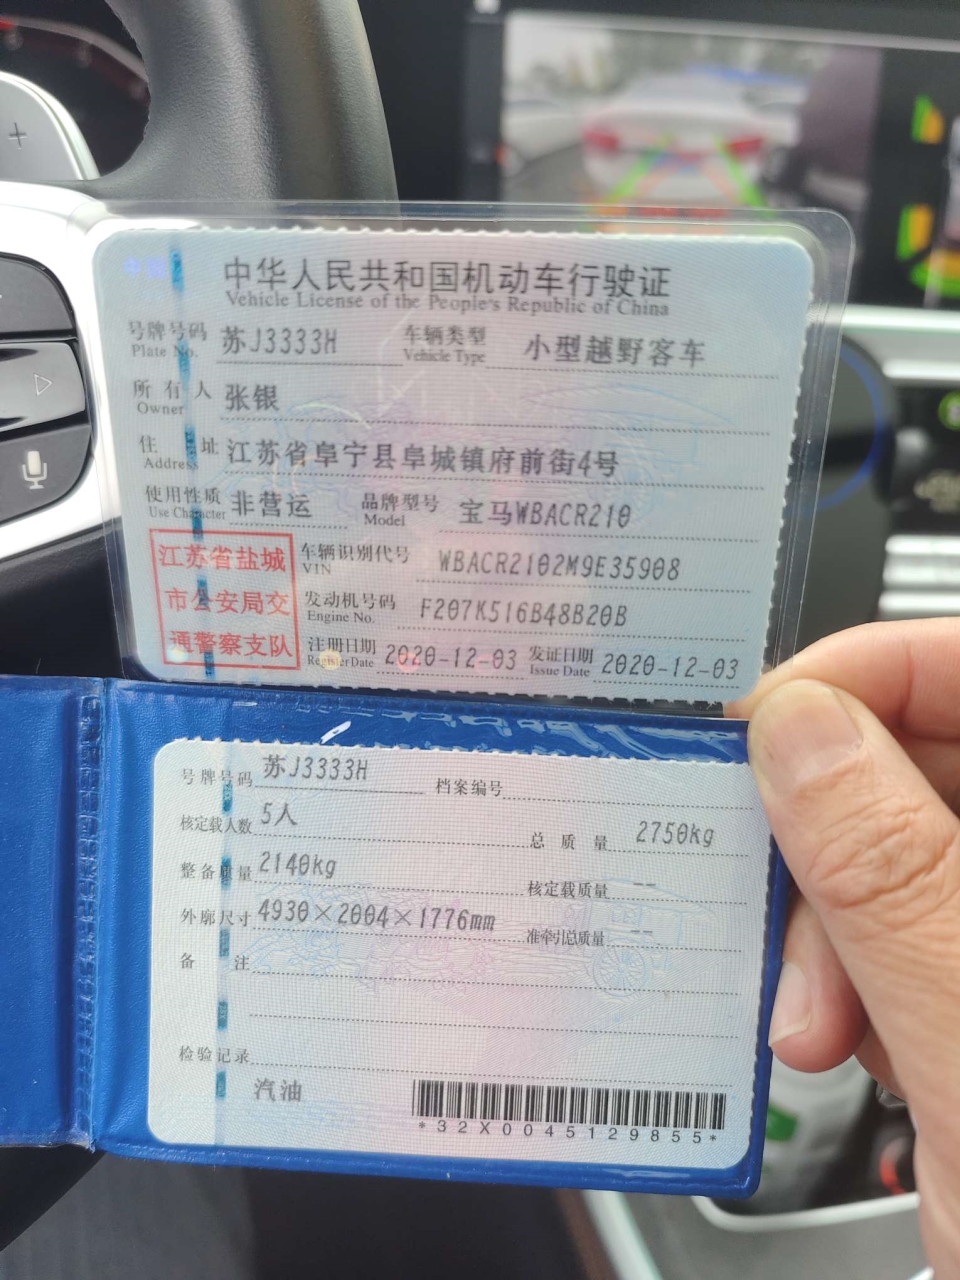 中华人民共和国机动车行驶证
Vehicle License of the People's Republic of China
号牌号码 苏J3333H 车辆类型 小型越野客车
Plate No. Vehicle Type
所有人 张银
Owner
住址 江苏省阜宁县阜城镇府前街4号
Address
使用性质 非营运 品牌型号 宝马WBACR210
Use Character Model
江苏省盐城
市公安局交
通警察支队
车辆识别代号 WBACR2102M9E35908
VIN
发动机号码 F207K516B48B20B
Engine No.
注册日期 2020-12-03 发证日期 2020-12-03
Register Date Issue Date
号牌号码 苏J3333H 档案编号
核定载人数 5人 总质量 2750kg
整备质量 2140kg 核定载质量 --
外廓尺寸 4930×2004×1776mm 准牵引总质量 --
备注
检验记录
汽油
*32X0045129855*